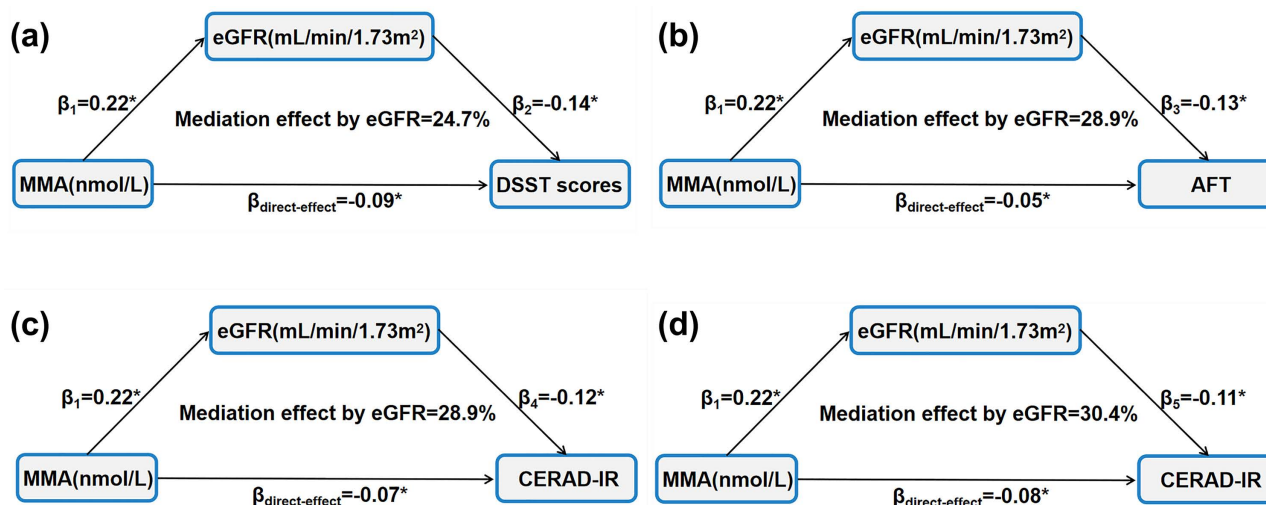 (a)
eGFR(mL/min/1.73m²)
β₁=0.22*
β₂=-0.14*
Mediation effect by eGFR=24.7%
MMA(nmol/L)
DSST scores
β_direct-effect=-0.09*
(b)
eGFR(mL/min/1.73m²)
β₁=0.22*
β₃=-0.13*
Mediation effect by eGFR=28.9%
MMA(nmol/L)
AFT
β_direct-effect=-0.05*
(c)
eGFR(mL/min/1.73m²)
β₁=0.22*
β₄=-0.12*
Mediation effect by eGFR=28.9%
MMA(nmol/L)
CERAD-IR
β_direct-effect=-0.07*
(d)
eGFR(mL/min/1.73m²)
β₁=0.22*
β₅=-0.11*
Mediation effect by eGFR=30.4%
MMA(nmol/L)
CERAD-IR
β_direct-effect=-0.08*